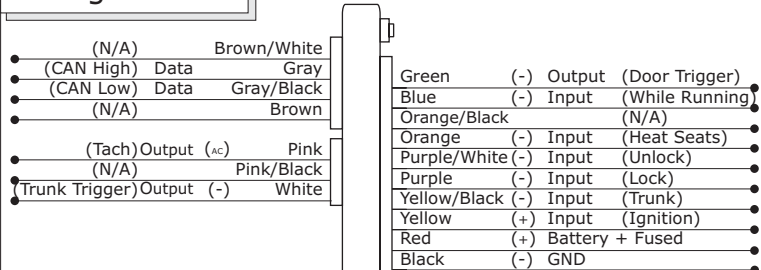 (N/A) Brown/White
(CAN High) Data Gray
(CAN Low) Data Gray/Black
(N/A) Brown
(Tach) Output (AC) Pink
(N/A) Pink/Black
(Trunk Trigger) Output (-) White
Green (-) Output (Door Trigger)
Blue (-) Input (While Running)
Orange/Black (N/A)
Orange (-) Input (Heat Seats)
Purple/White (-) Input (Unlock)
Purple (-) Input (Lock)
Yellow/Black (-) Input (Trunk)
Yellow (+) Input (Ignition)
Red (+) Battery + Fused
Black (-) GND